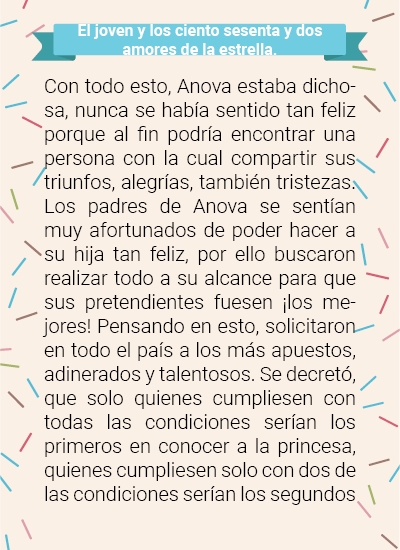 El joven y los ciento sesenta y dos
amores de la estrella.
Con todo esto, Anova estaba dicho-
sa, nunca se había sentido tan feliz
porque al fin podría encontrar una
persona con la cual compartir sus
triunfos, alegrías, también tristezas.
Los padres de Anova se sentían
muy afortunados de poder hacer a
su hija tan feliz, por ello buscaron
realizar todo a su alcance para que
sus pretendientes fuesen ¡los me-
jores! Pensando en esto, solicitaron
en todo el país a los más apuestos,
adinerados y talentosos. Se decretó,
que solo quienes cumpliesen con
todas las condiciones serían los
primeros en conocer a la princesa,
quienes cumpliesen solo con dos de
las condiciones serían los segundos